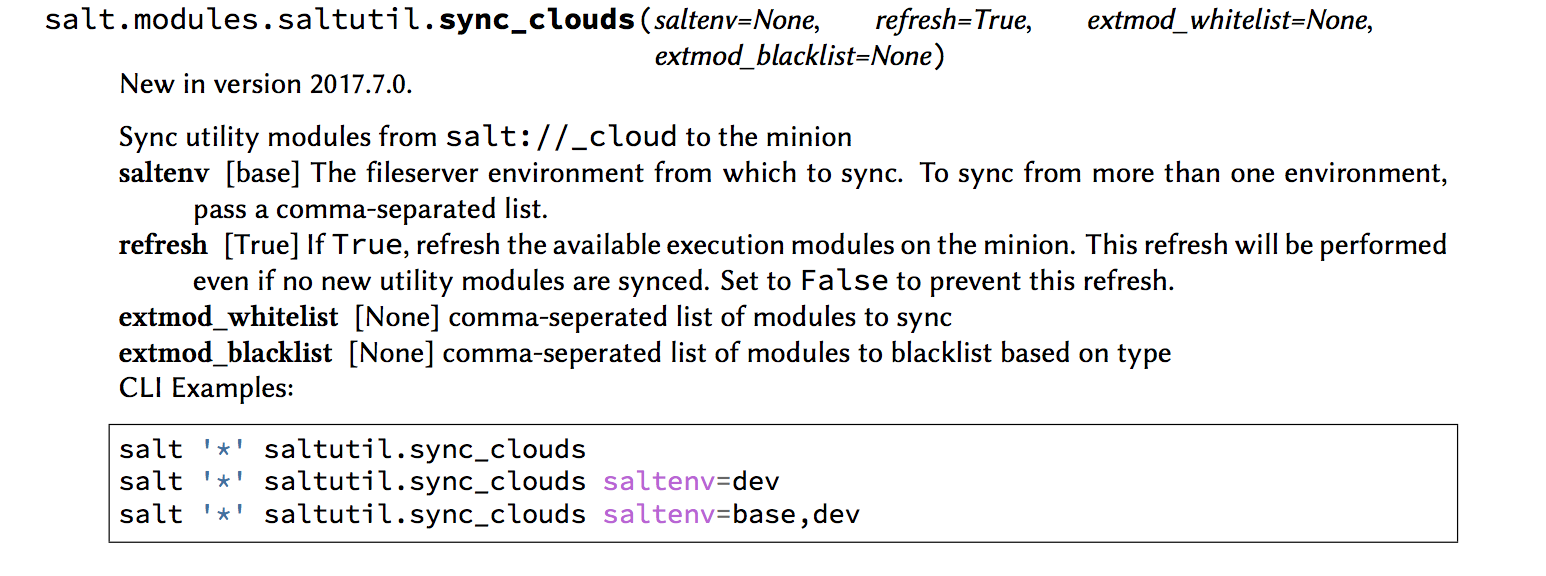 salt.modules.saltutil.sync_clouds(saltenv=None, refresh=True, extmod_whitelist=None,
extmod_blacklist=None)
New in version 2017.7.0.
Sync utility modules from salt://_cloud to the minion
saltenv [base] The fileserver environment from which to sync. To sync from more than one environment,
pass a comma-separated list.
refresh [True] If True, refresh the available execution modules on the minion. This refresh will be performed
even if no new utility modules are synced. Set to False to prevent this refresh.
extmod_whitelist [None] comma-seperated list of modules to sync
extmod_blacklist [None] comma-seperated list of modules to blacklist based on type
CLI Examples:
salt '*' saltutil.sync_clouds
salt '*' saltutil.sync_clouds saltenv=dev
salt '*' saltutil.sync_clouds saltenv=base,dev